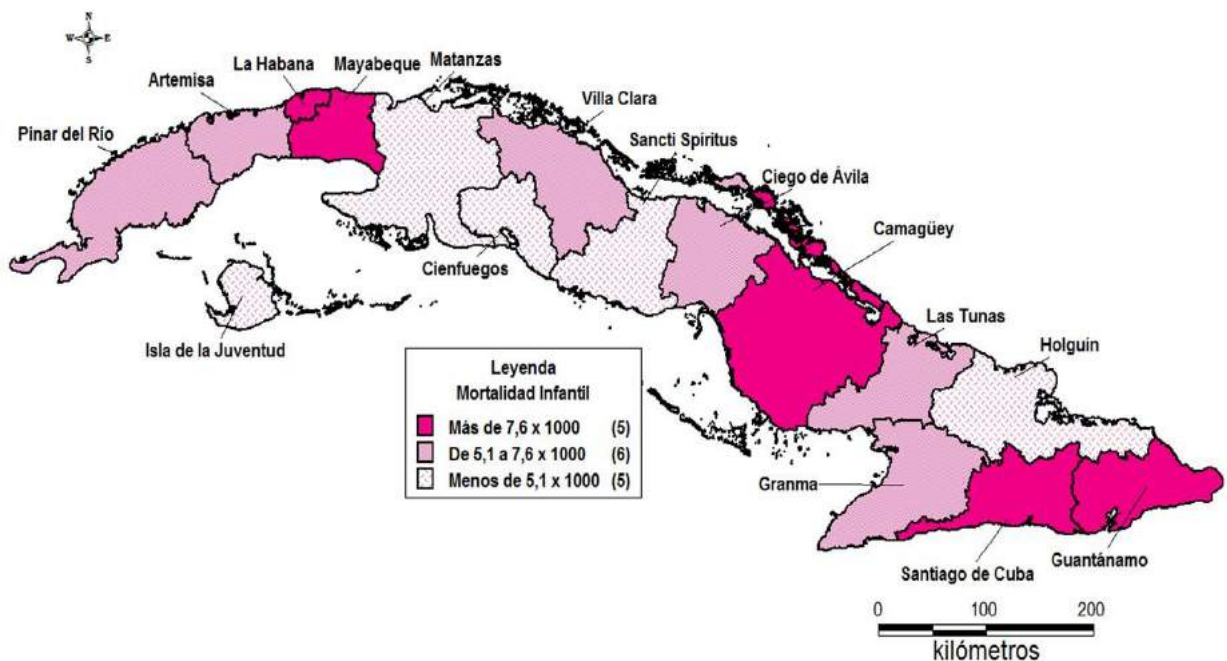 N
W E
S
La Habana
Mayabeque
Matanzas
Artemisa
Villa Clara
Pinar del Río
Sancti Spiritus
Ciego de Ávila
Camagüey
Cienfuegos
Isla de la Juventud
Las Tunas
Holguín
Leyenda
Mortalidad Infantil
Más de 7,6 x 1000 (5)
De 5,1 a 7,6 x 1000 (6)
Menos de 5,1 x 1000 (5)
Granma
Guantánamo
Santiago de Cuba
0 100 200
kilómetros